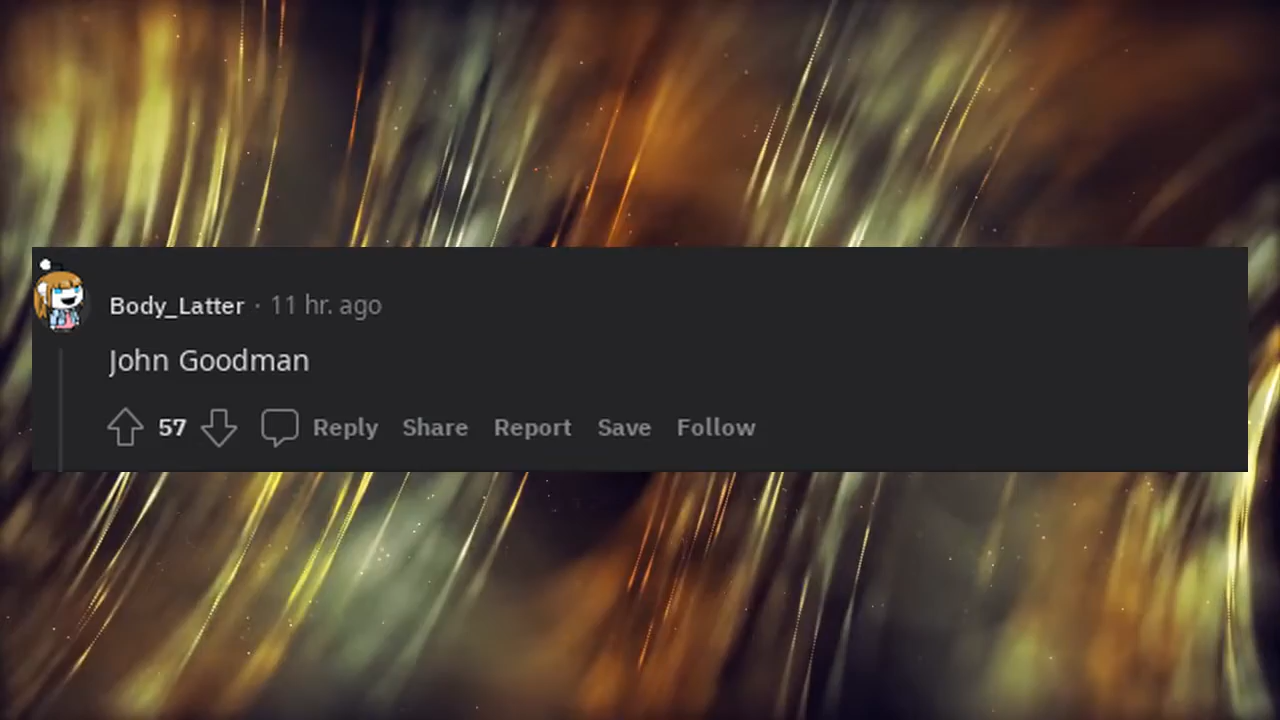 Body_Latter · 11 hr. ago
John Goodman
57 Reply Share Report Save Follow